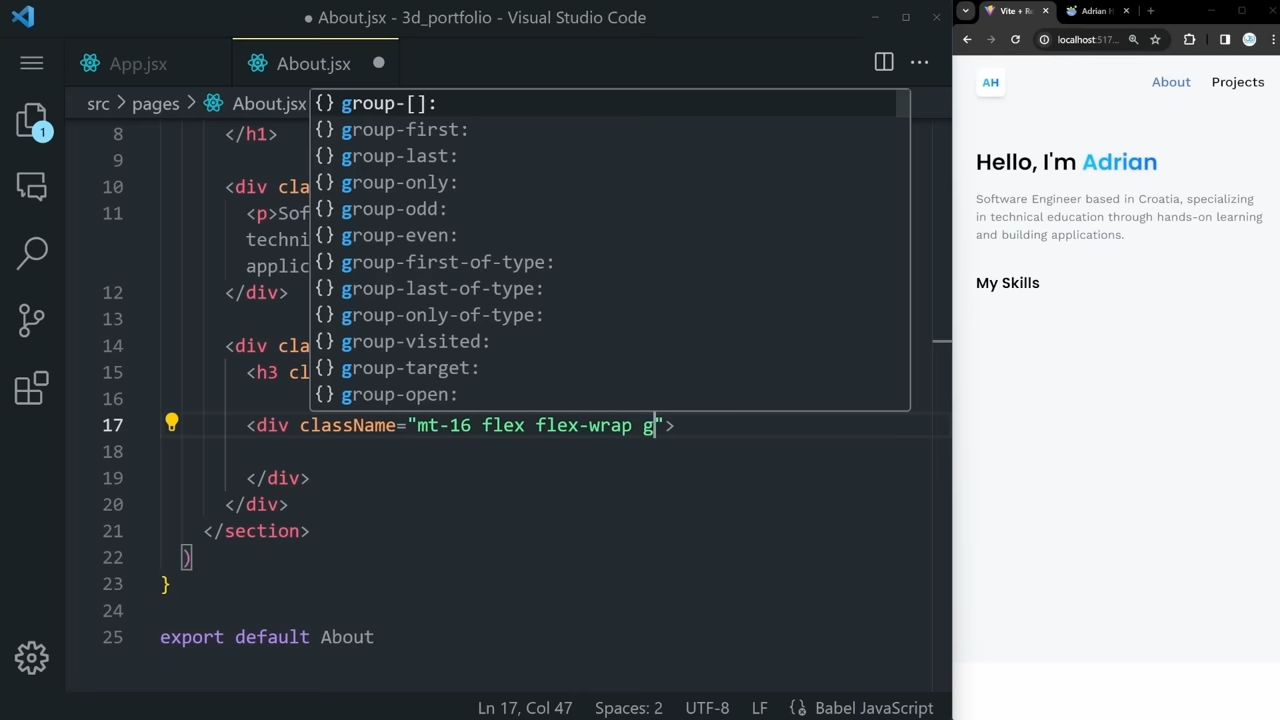 ● About.jsx - 3d_portfolio - Visual Studio Code
App.jsx
About.jsx
src > pages > About.jsx
1
8 </h1>
9
10 <div cla
11 <p>Sof
techni
applic
12 </div>
13
14 <div cla
15 <h3 cl
16
17 <div className="mt-16 flex flex-wrap g">
18
19 </div>
20 </div>
21 </section>
22 )
23 }
24
25 export default About
{} group-[]:
{} group-first:
{} group-last:
{} group-only:
{} group-odd:
{} group-even:
{} group-first-of-type:
{} group-last-of-type:
{} group-only-of-type:
{} group-visited:
{} group-target:
{} group-open:
Ln 17, Col 47 Spaces: 2 UTF-8 LF Babel JavaScript
Vite + Re
Adrian H
localhost:517...
AH
About Projects
Hello, I'm Adrian
Software Engineer based in Croatia, specializing
in technical education through hands-on learning
and building applications.
My Skills